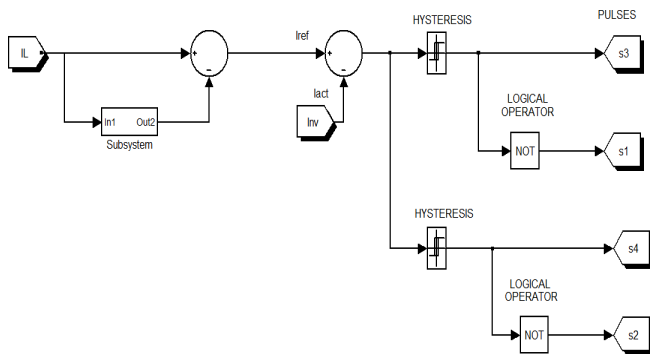 HYSTERESIS
PULSES
IL
+
-
Iref
+
-
s3
In1 Out2
Subsystem
Iact
Inv
LOGICAL
OPERATOR
NOT
s1
HYSTERESIS
s4
LOGICAL
OPERATOR
NOT
s2